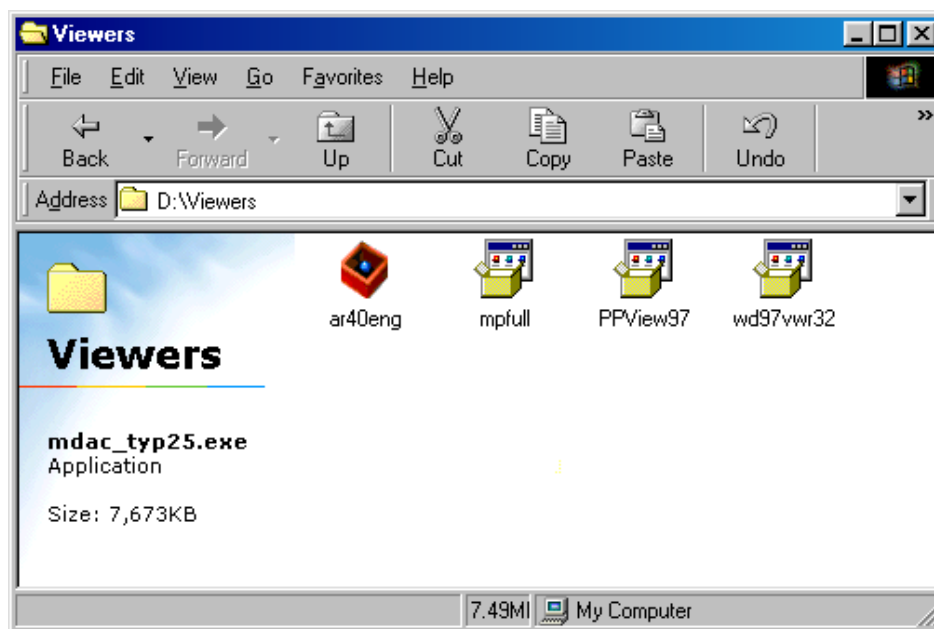 Viewers
File Edit View Go Favorites Help
Back Forward Up Cut Copy Paste Undo »
Address D:\Viewers
ar40eng mpfull PPView97 wd97vwr32
Viewers
mdac_typ25.exe
Application
Size: 7,673KB
7.49M My Computer